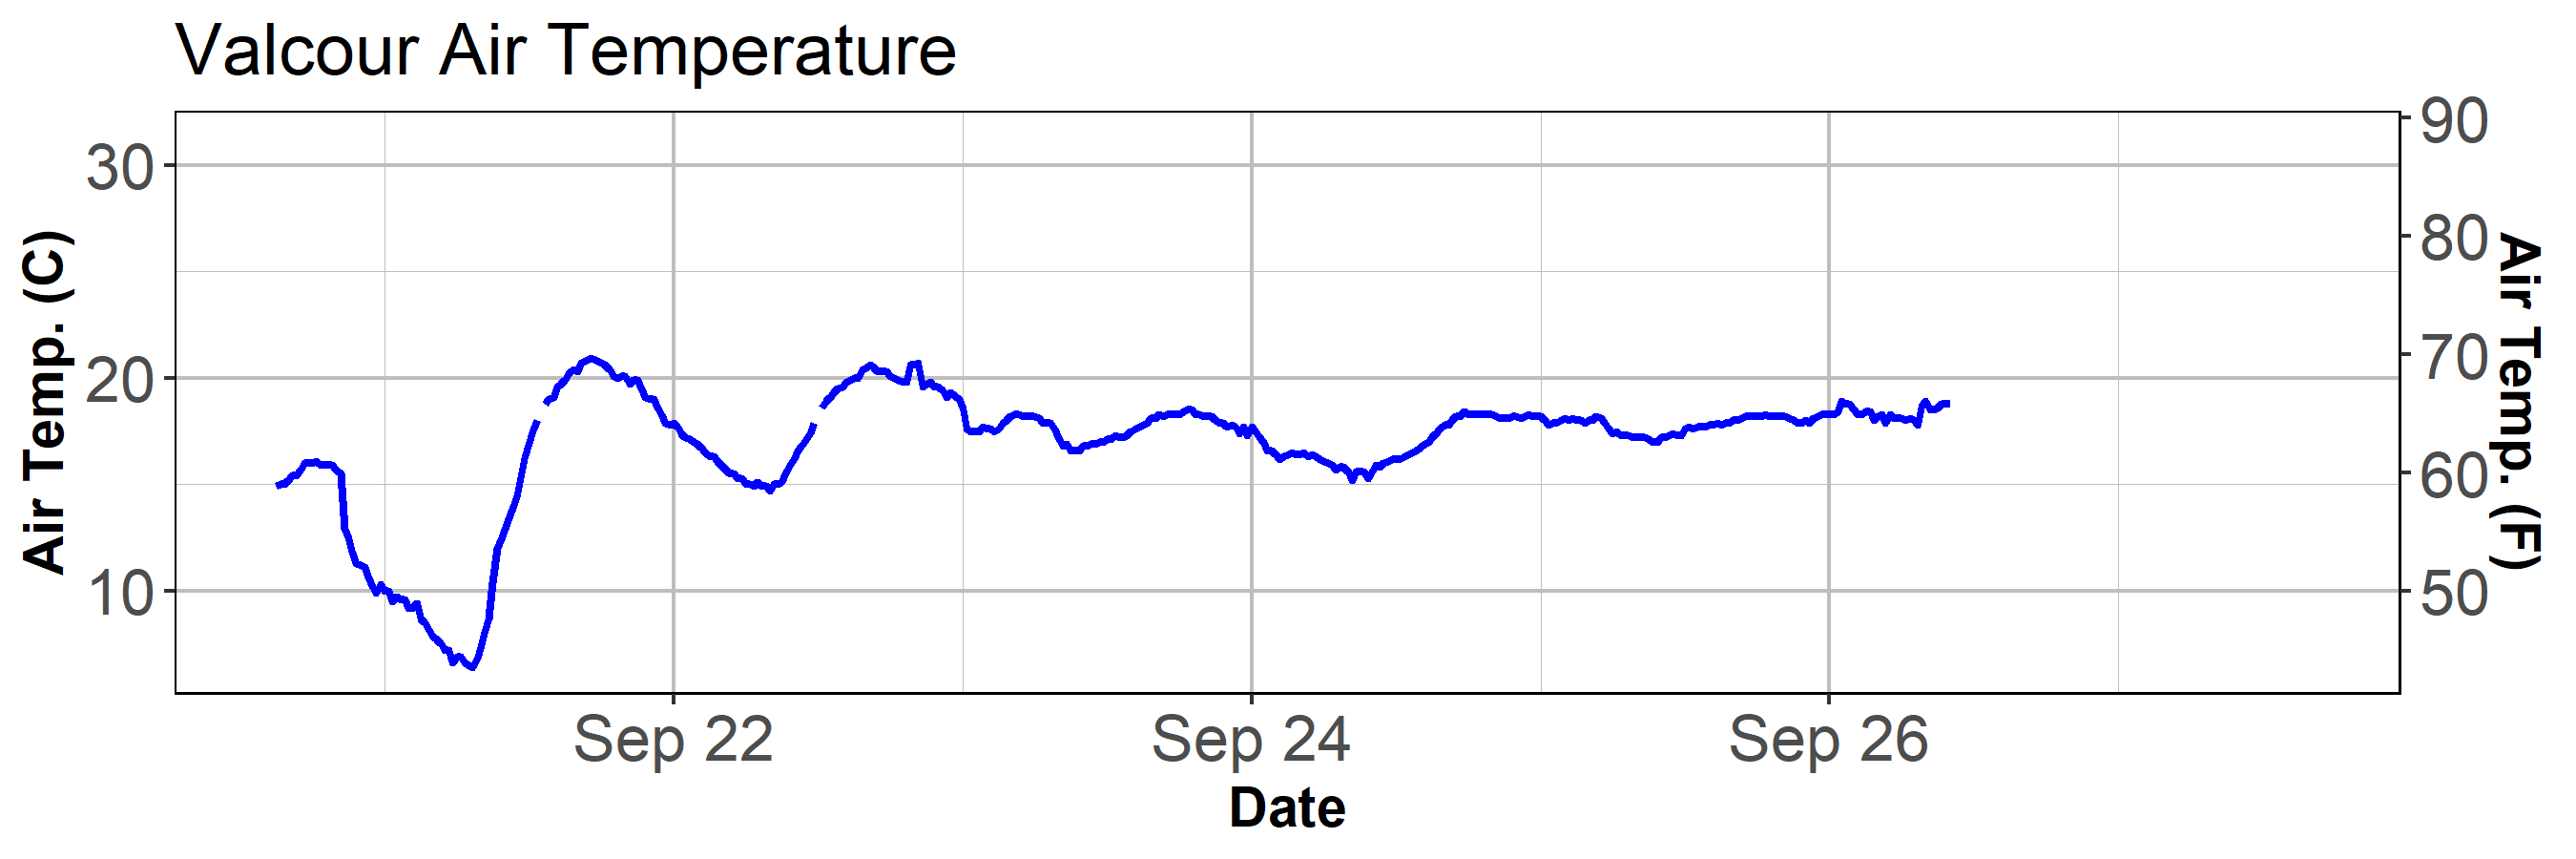 Valcour Air Temperature
Air Temp. (C)
30
20
10
90
80
70
60
50
Air Temp. (F)
Sep 22
Sep 24
Sep 26
Date